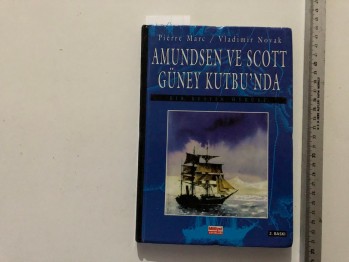 Pierre Marc / Vladimir Novak
AMUNDSEN VE SCOTT
GÜNEY KUTBU'NDA
2. BASKI